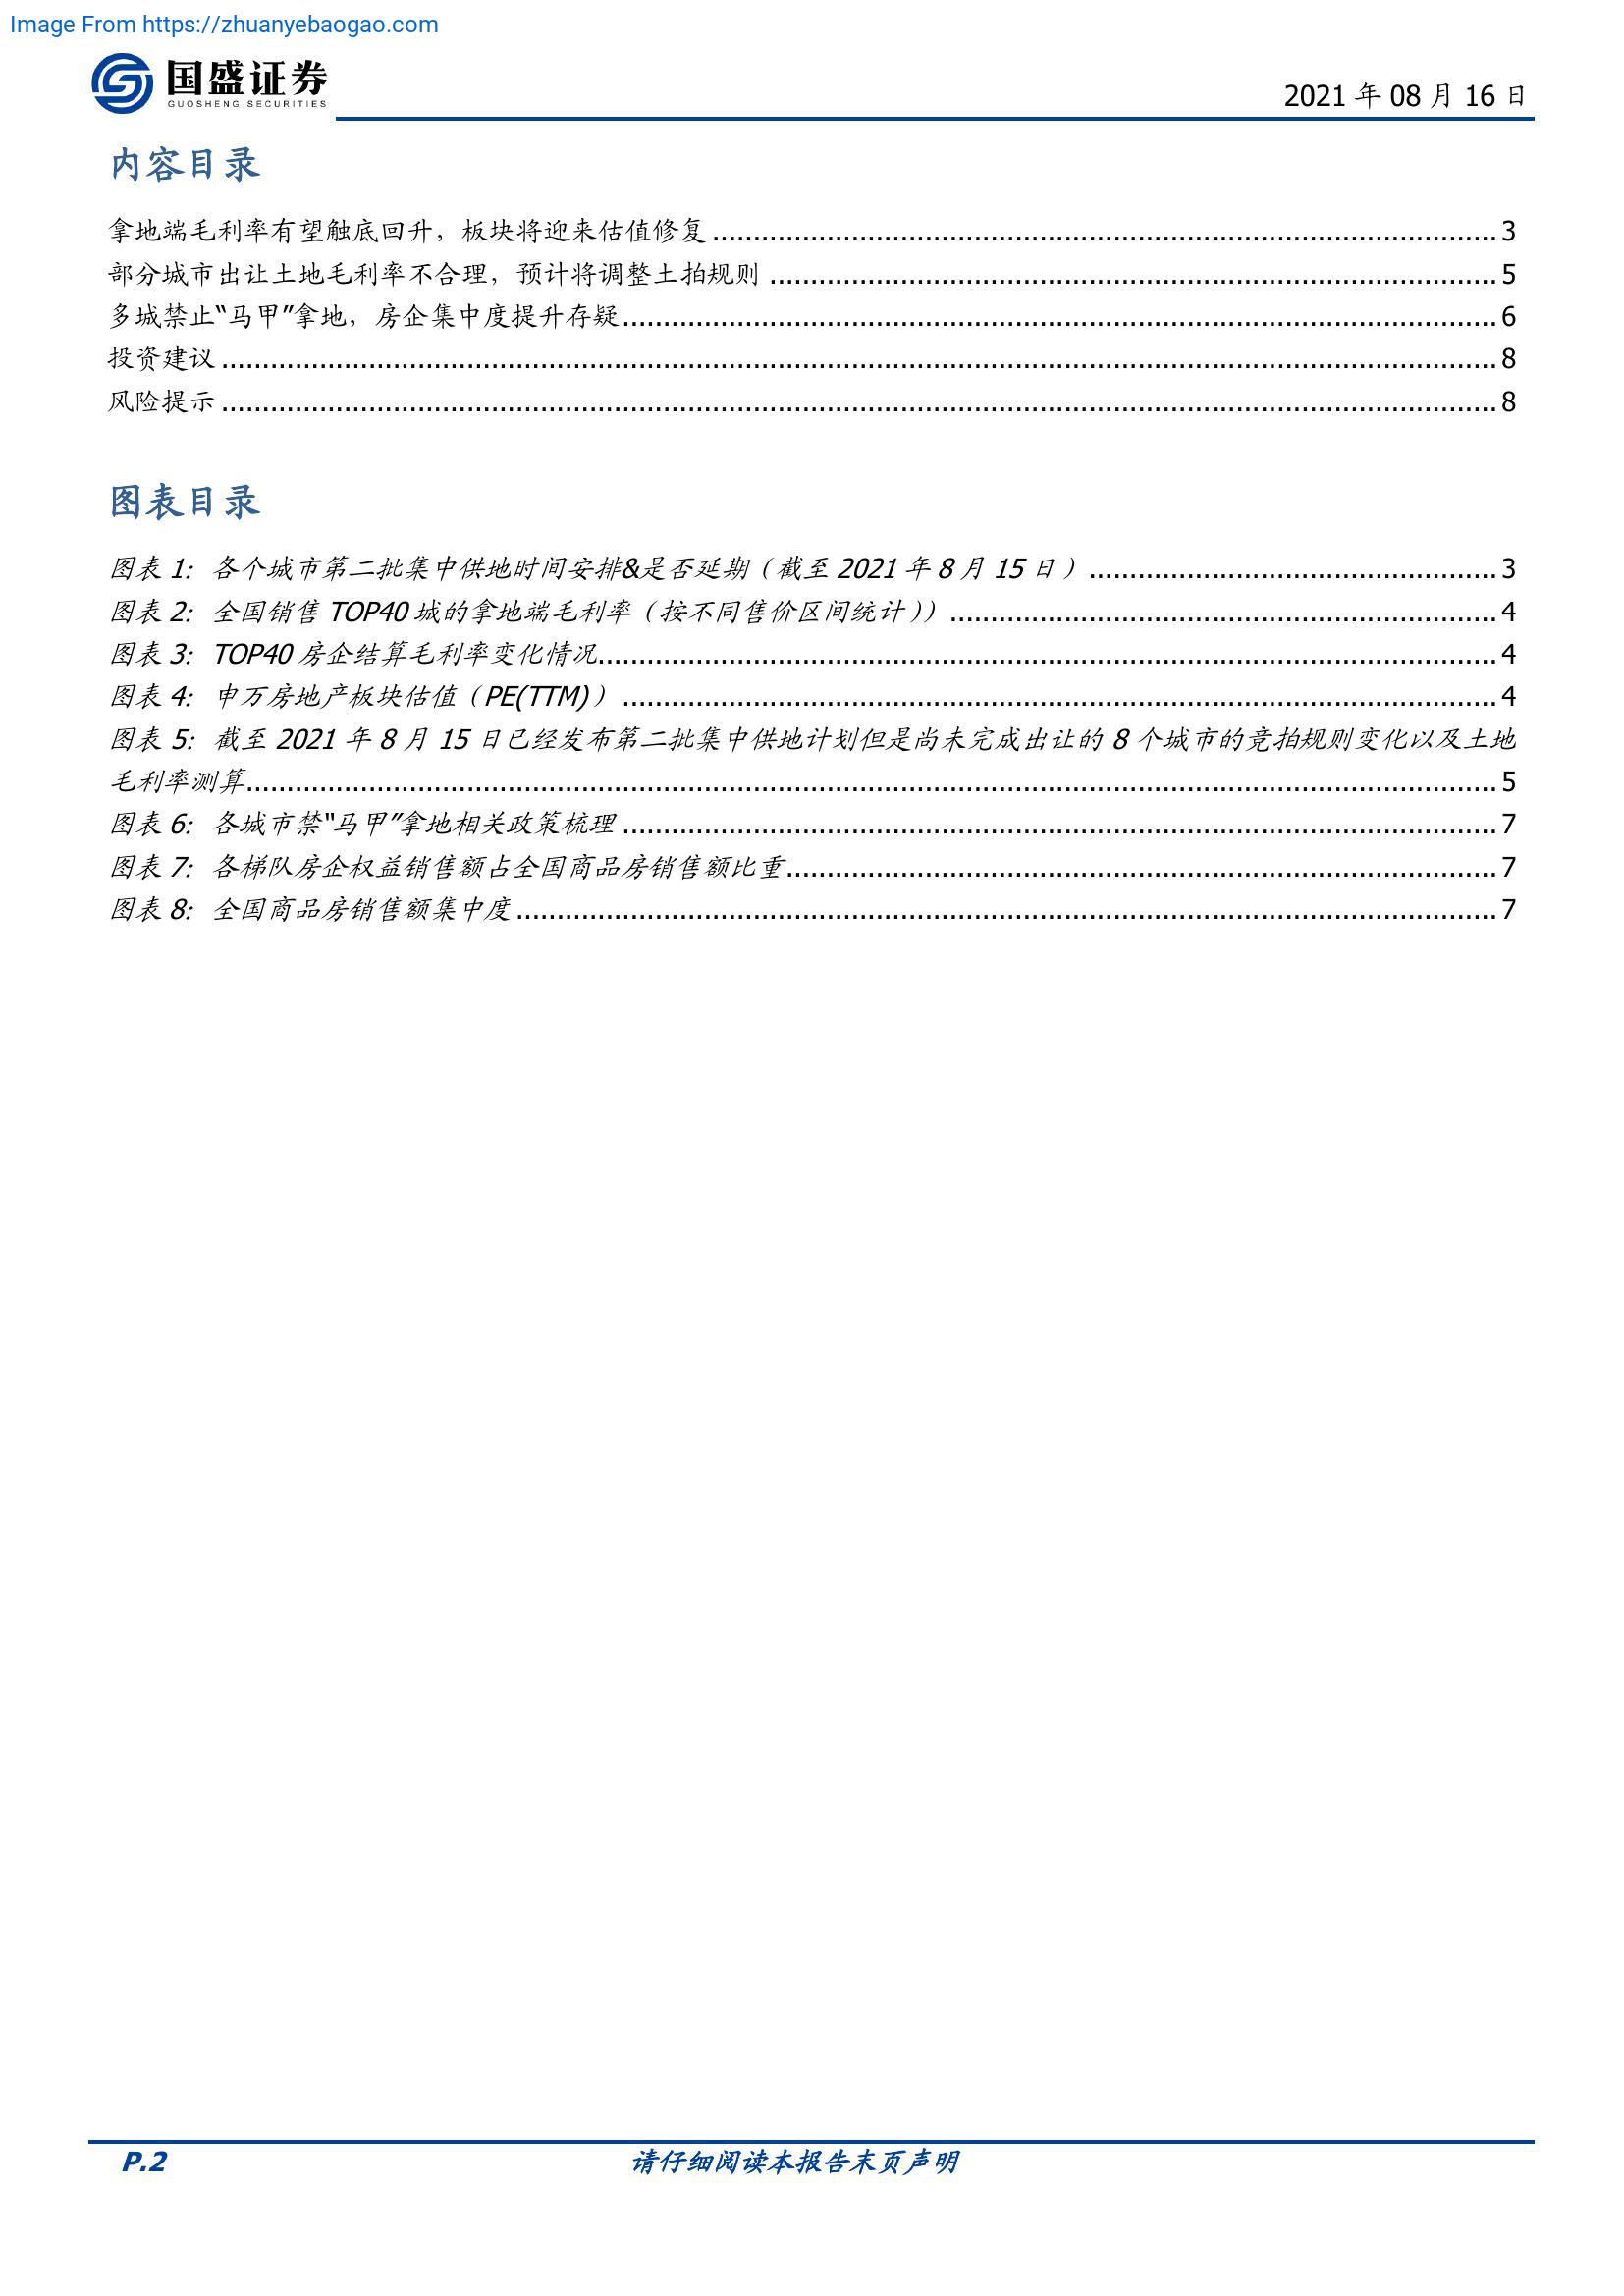 Image From https://zhuanyebaogao.com
国盛证券
GUOSHENG SECURITIES
2021 年 08 月 16 日
内容目录
拿地端毛利率有望触底回升，板块将迎来估值修复 ........ 3
部分城市出让土地毛利率不合理，预计将调整土拍规则 ........ 5
多城禁止“马甲”拿地，房企集中度提升存疑 ........ 6
投资建议 ........ 8
风险提示 ........ 8
图表目录
图表 1：各个城市第二批集中供地时间安排&是否延期（截至 2021 年 8 月 15 日） ........ 3
图表 2：全国销售 TOP40 城的拿地端毛利率（按不同售价区间统计)） ........ 4
图表 3：TOP40 房企结算毛利率变化情况 ........ 4
图表 4：申万房地产板块估值（PE(TTM)） ........ 4
图表 5：截至 2021 年 8 月 15 日已经发布第二批集中供地计划但是尚未完成出让的 8 个城市的竞拍规则变化以及土地
毛利率测算 ........ 5
图表 6：各城市禁“马甲”拿地相关政策梳理 ........ 7
图表 7：各梯队房企权益销售额占全国商品房销售额比重 ........ 7
图表 8：全国商品房销售额集中度 ........ 7
P.2
请仔细阅读本报告末页声明